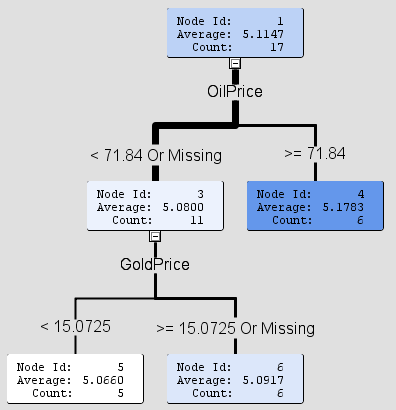 Node Id: 1
Average: 5.1147
Count: 17
OilPrice
< 71.84 Or Missing
>= 71.84
Node Id: 3
Average: 5.0800
Count: 11
Node Id: 4
Average: 5.1783
Count: 6
GoldPrice
< 15.0725
>= 15.0725 Or Missing
Node Id: 5
Average: 5.0660
Count: 5
Node Id: 6
Average: 5.0917
Count: 6